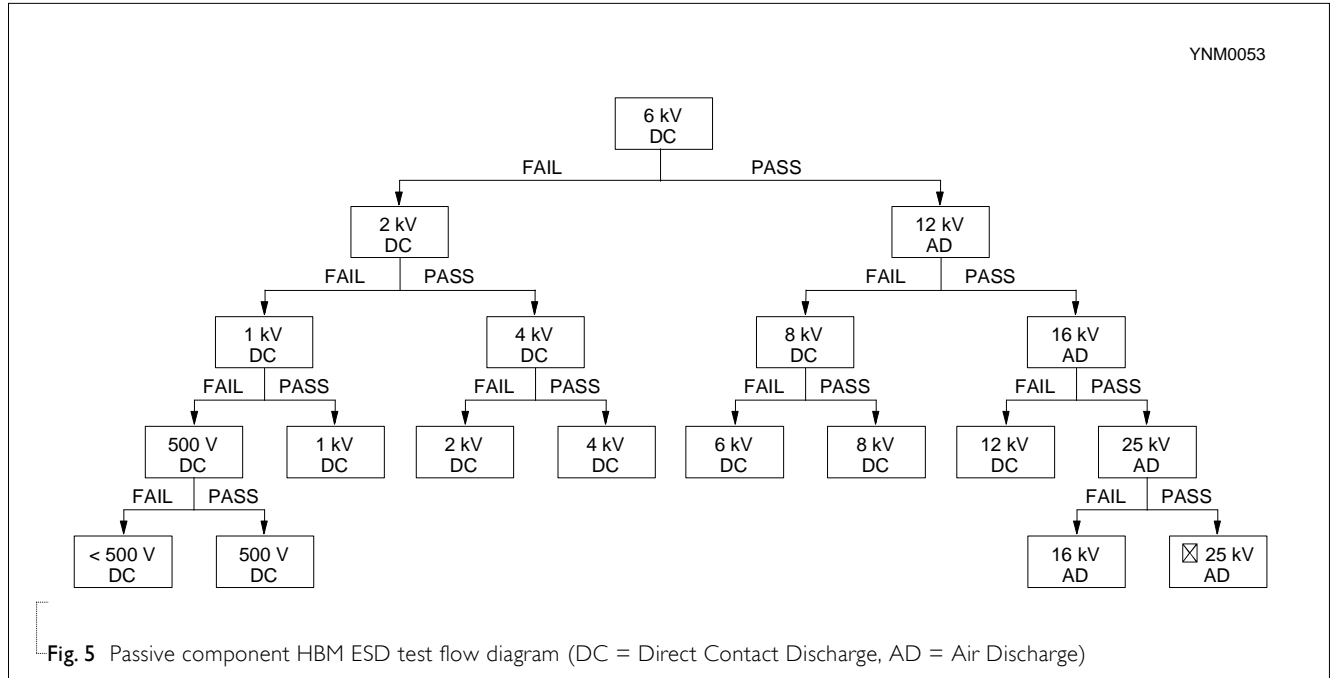 YNM0053
6 kV
DC
FAIL PASS
2 kV
DC
12 kV
AD
FAIL PASS
FAIL PASS
1 kV
DC
4 kV
DC
8 kV
DC
16 kV
AD
FAIL PASS
FAIL PASS
FAIL PASS
FAIL PASS
500 V
DC
1 kV
DC
2 kV
DC
4 kV
DC
6 kV
DC
8 kV
DC
12 kV
DC
25 kV
AD
FAIL PASS
FAIL PASS
< 500 V
DC
500 V
DC
16 kV
AD
☒ 25 kV
AD
Fig. 5 Passive component HBM ESD test flow diagram (DC = Direct Contact Discharge, AD = Air Discharge)